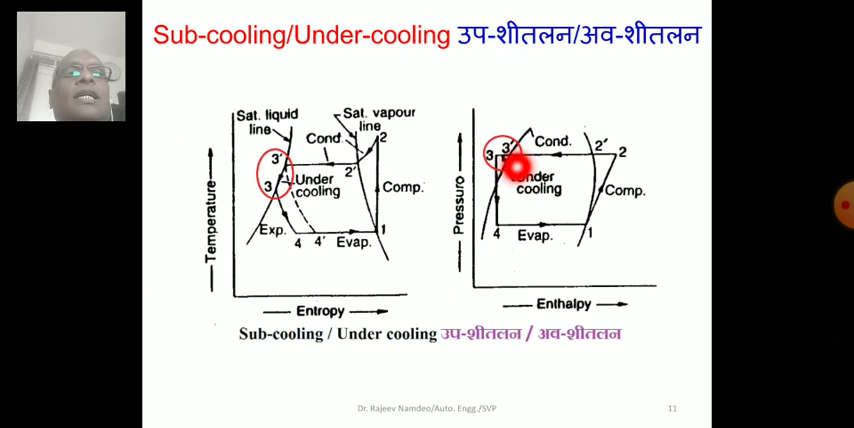 Sub-cooling/Under-cooling उप-शीतलन/अव-शीतलन
Sat. liquid
line
Sat. vapour
line
Cond.
2
3'
2'
3
Under
cooling
Comp.
Exp.
4
4'
Evap.
1
Temperature
Entropy
Cond.
3
3'
2'
2
cooling
Comp.
4
Evap.
1
Enthalpy
Sub-cooling / Under cooling उप-शीतलन / अव-शीतलन
Dr. Rajeev Namdeo/Auto. Engg./SVP
11